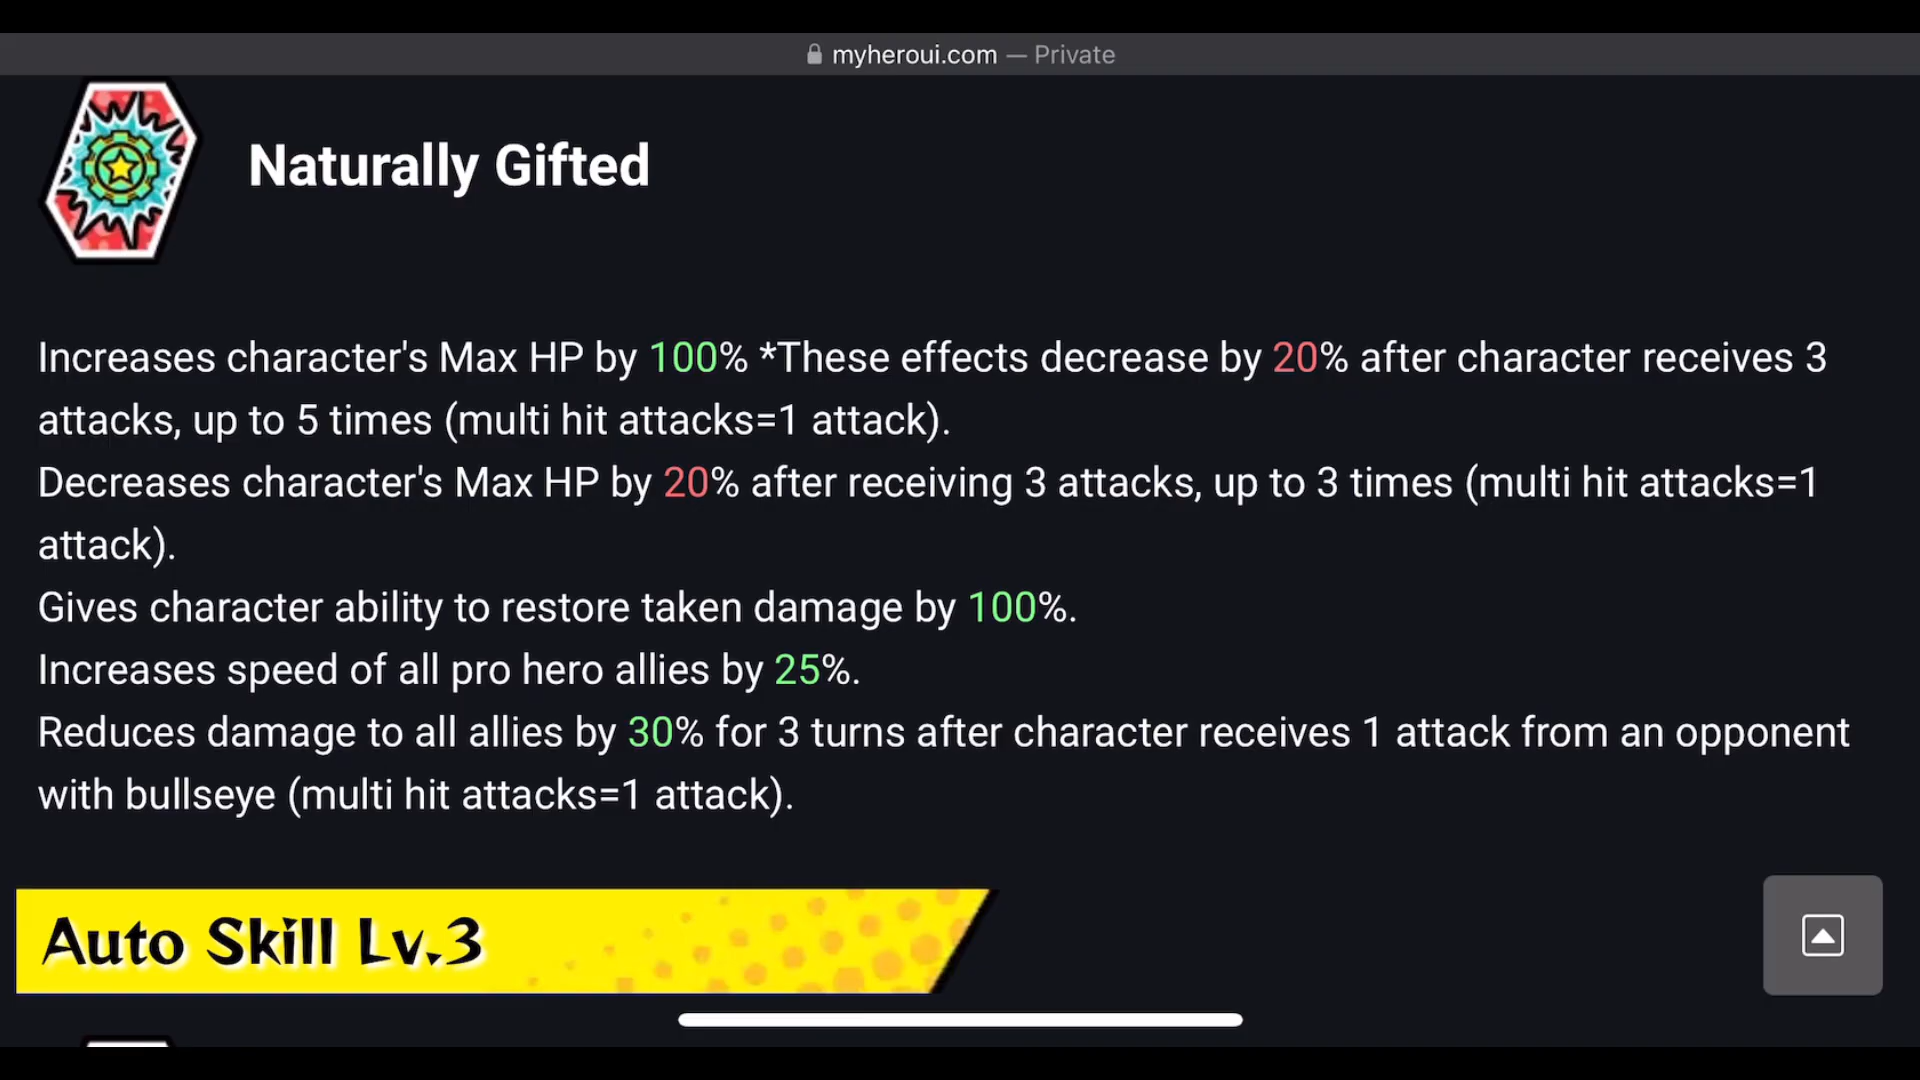 myheroui.com — Private
Naturally Gifted
Increases character's Max HP by 100% *These effects decrease by 20% after character receives 3
attacks, up to 5 times (multi hit attacks=1 attack).
Decreases character's Max HP by 20% after receiving 3 attacks, up to 3 times (multi hit attacks=1
attack).
Gives character ability to restore taken damage by 100%.
Increases speed of all pro hero allies by 25%.
Reduces damage to all allies by 30% for 3 turns after character receives 1 attack from an opponent
with bullseye (multi hit attacks=1 attack).
Auto Skill Lv.3